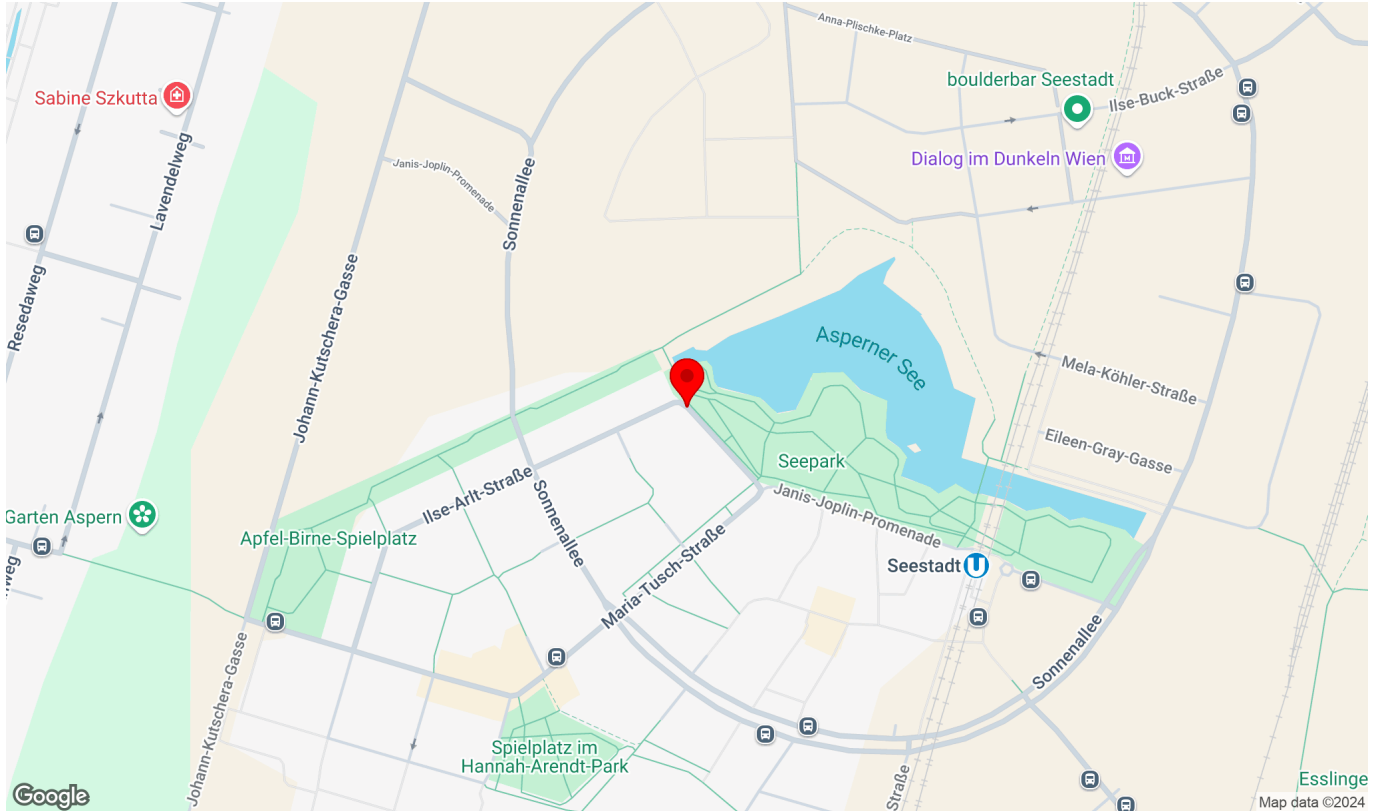 Anna-Plischke-Platz
boulderbar Seestadt
Ilse-Buck-Straße
Sabine Szkutta
Dialog im Dunkeln Wien
Lavendelweg
Janis-Joplin-Promenade
Sonnenallee
Resedaweg
Johann-Kutschera-Gasse
Asperner See
Mela-Köhler-Straße
Eileen-Gray-Gasse
Seepark
Ilse-Arlt-Straße
Sonnenallee
Janis-Joplin-Promenade
Garten Aspern
Apfel-Birne-Spielplatz
Maria-Tusch-Straße
Seestadt
U
Sonnenallee
Johann-Kutschera-Gasse
Spielplatz im
Hannah-Arendt-Park
Straße
Esslinge
Google
Map data ©2024